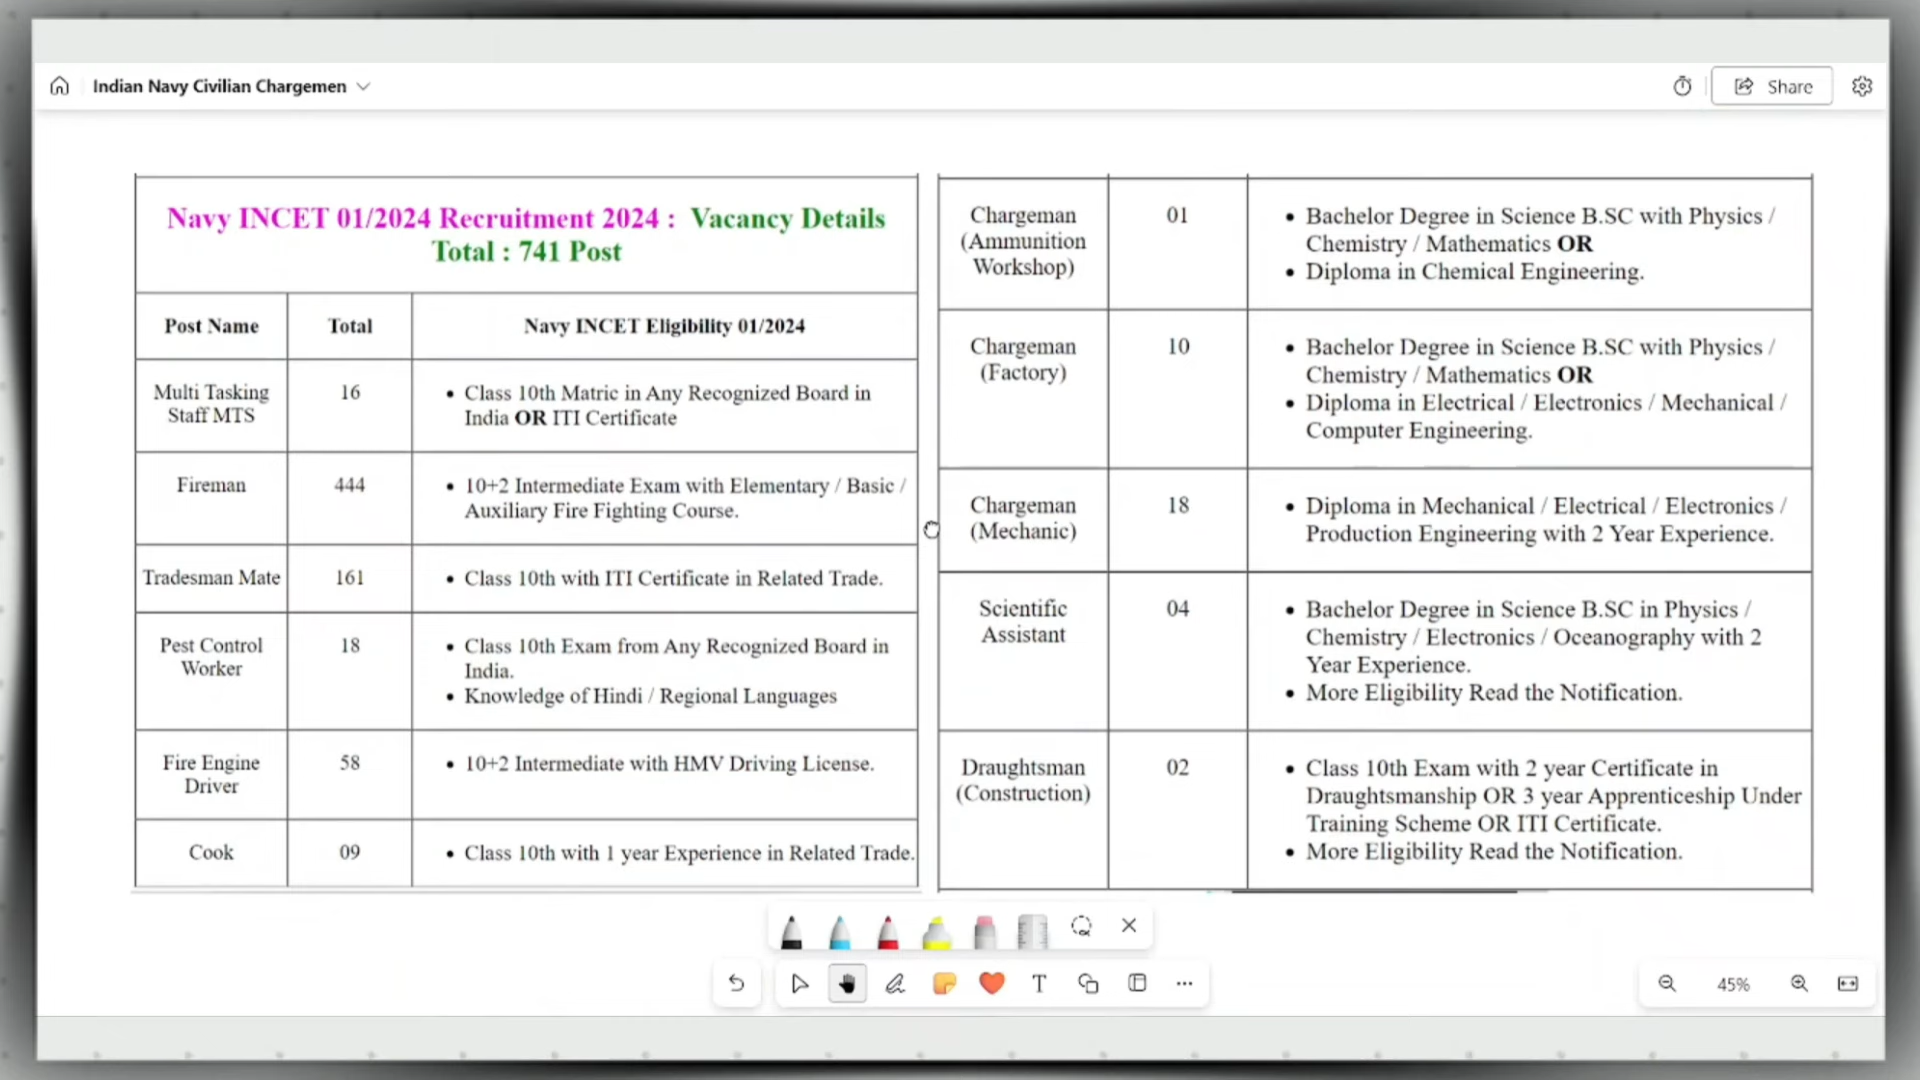 Indian Navy Civilian Chargemen
Share
Navy INCET 01/2024 Recruitment 2024 : Vacancy Details
Total : 741 Post
Post Name
Total
Navy INCET Eligibility 01/2024
Multi Tasking
Staff MTS
16
• Class 10th Matric in Any Recognized Board in
India OR ITI Certificate
Fireman
444
• 10+2 Intermediate Exam with Elementary / Basic /
Auxiliary Fire Fighting Course.
Tradesman Mate
161
• Class 10th with ITI Certificate in Related Trade.
Pest Control
Worker
18
• Class 10th Exam from Any Recognized Board in
India.
• Knowledge of Hindi / Regional Languages
Fire Engine
Driver
58
• 10+2 Intermediate with HMV Driving License.
Cook
09
• Class 10th with 1 year Experience in Related Trade.
Chargeman
(Ammunition
Workshop)
01
• Bachelor Degree in Science B.SC with Physics /
Chemistry / Mathematics OR
• Diploma in Chemical Engineering.
Chargeman
(Factory)
10
• Bachelor Degree in Science B.SC with Physics /
Chemistry / Mathematics OR
• Diploma in Electrical / Electronics / Mechanical /
Computer Engineering.
Chargeman
(Mechanic)
18
• Diploma in Mechanical / Electrical / Electronics /
Production Engineering with 2 Year Experience.
Scientific
Assistant
04
• Bachelor Degree in Science B.SC in Physics /
Chemistry / Electronics / Oceanography with 2
Year Experience.
• More Eligibility Read the Notification.
Draughtsman
(Construction)
02
• Class 10th Exam with 2 year Certificate in
Draughtsmanship OR 3 year Apprenticeship Under
Training Scheme OR ITI Certificate.
• More Eligibility Read the Notification.
45%